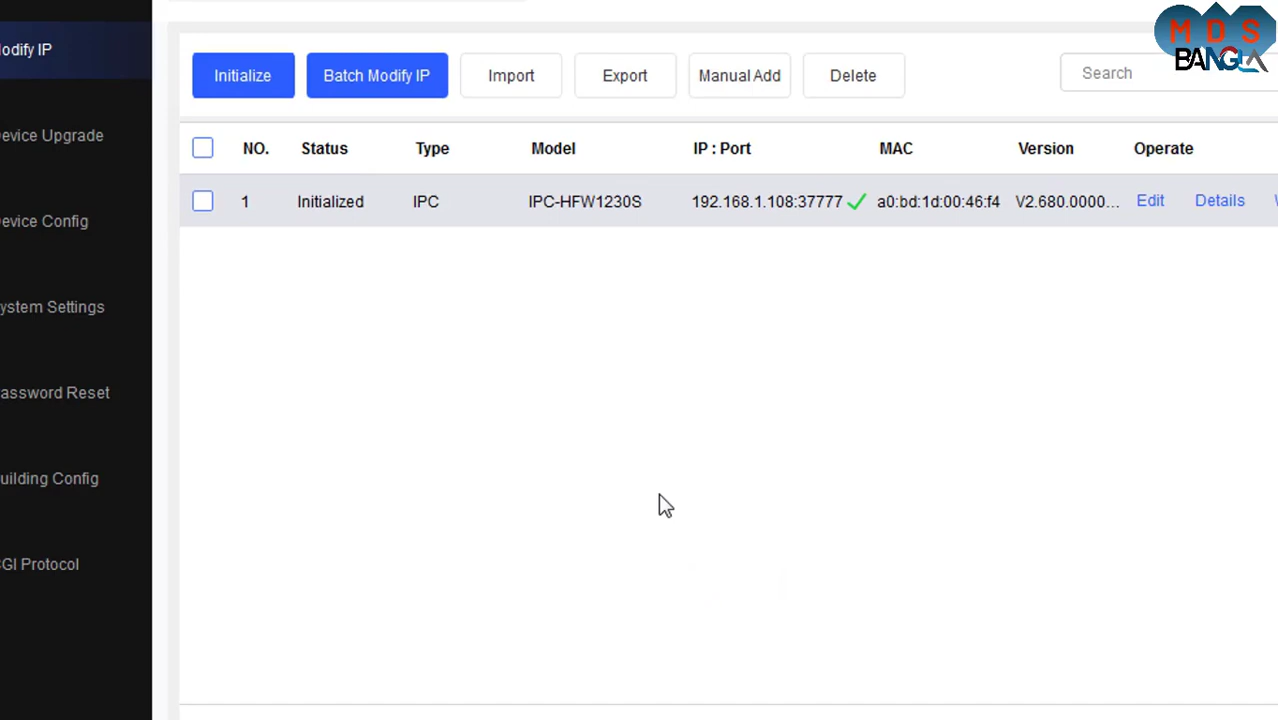 MDS
BANGLA
odify IP
evice Upgrade
evice Config
ystem Settings
assword Reset
uilding Config
GI Protocol
Initialize Batch Modify IP Import Export Manual Add Delete Search
NO. Status Type Model IP : Port MAC Version Operate
1 Initialized IPC IPC-HFW1230S 192.168.1.108:37777 a0:bd:1d:00:46:f4 V2.680.0000... Edit Details